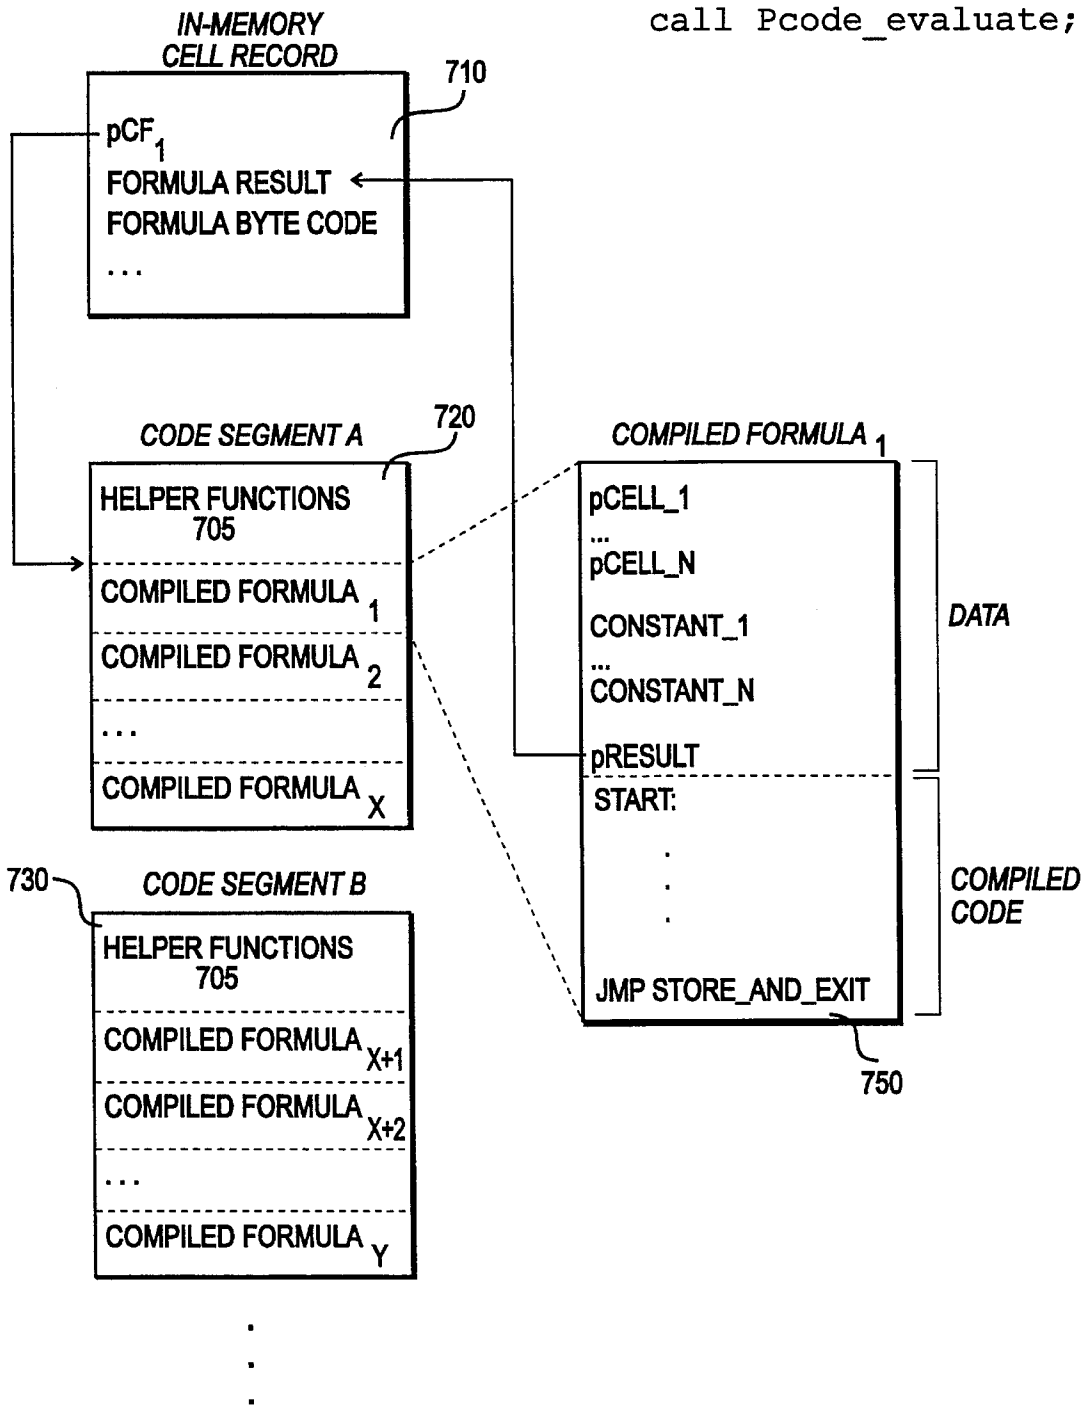 call Pcode_evaluate;
IN-MEMORY
CELL RECORD
710
pCF1
FORMULA RESULT
FORMULA BYTE CODE
...
CODE SEGMENT A
720
HELPER FUNCTIONS
705
COMPILED FORMULA 1
COMPILED FORMULA 2
...
COMPILED FORMULA X
COMPILED FORMULA 1
pCELL_1
...
pCELL_N
CONSTANT_1
...
CONSTANT_N
pRESULT
DATA
START:
.
.
.
JMP STORE_AND_EXIT
COMPILED
CODE
750
730
CODE SEGMENT B
HELPER FUNCTIONS
705
COMPILED FORMULA X+1
COMPILED FORMULA X+2
...
COMPILED FORMULA Y
.
.
.